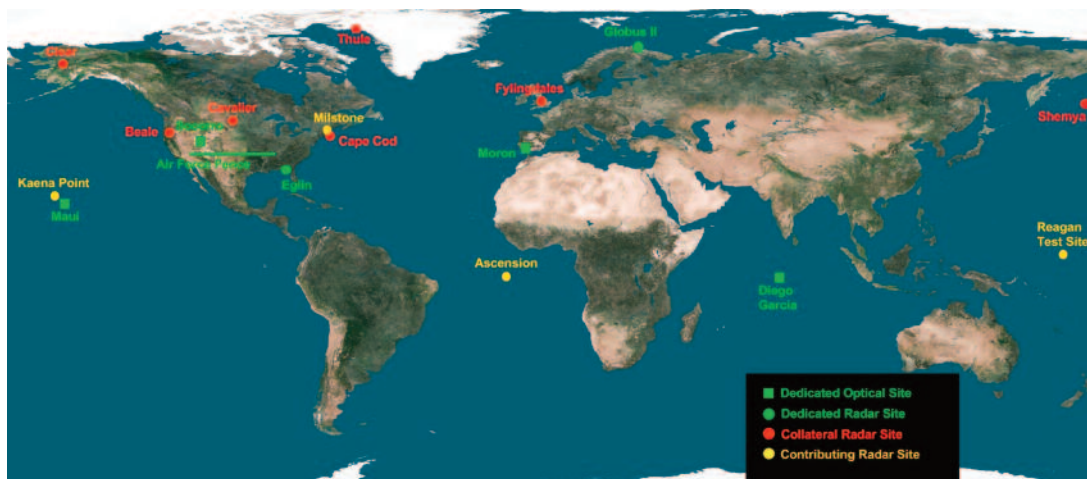 Thule
Globus II
Clear
Fylingdales
Cavalier
Milstone
Shemya
Beale
Cape Cod
Moron
Air Force Fence
Eglin
Kaena Point
Maui
Reagan
Test Site
Ascension
Diego
Garcia
Dedicated Optical Site
Dedicated Radar Site
Collateral Radar Site
Contributing Radar Site